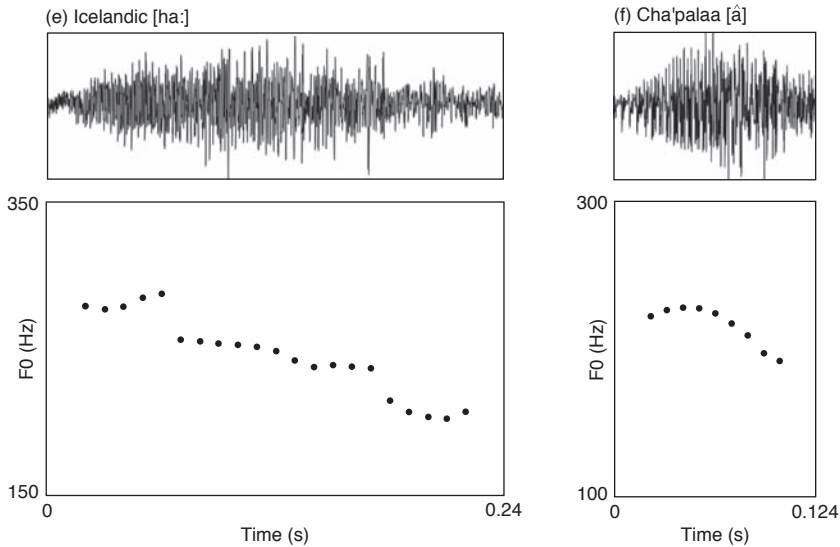 (e) Icelandic [ha:]
350
F0 (Hz)
150
0
0.24
Time (s)
(f) Cha'palaa [â]
300
F0 (Hz)
100
0
0.124
Time (s)